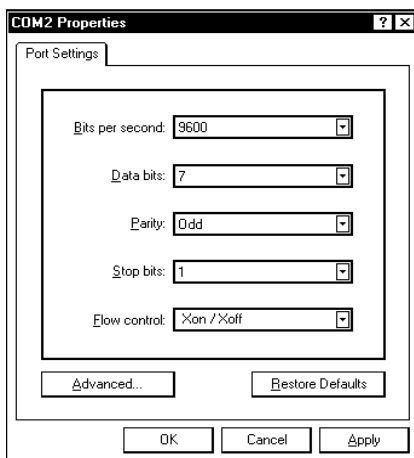 COM2 Properties ? ×
Port Settings
Bits per second: 9600
Data bits: 7
Parity: Odd
Stop bits: 1
Flow control: Xon / Xoff
Advanced... Restore Defaults
OK Cancel Apply